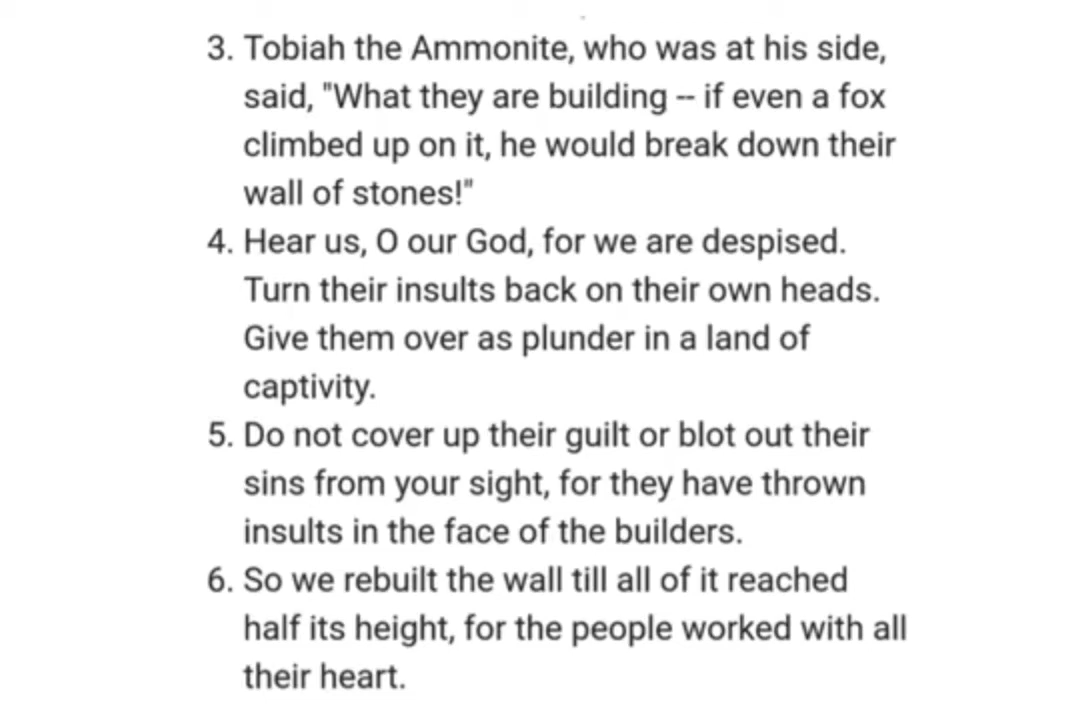 3. Tobiah the Ammonite, who was at his side,
said, "What they are building -- if even a fox
climbed up on it, he would break down their
wall of stones!"
4. Hear us, O our God, for we are despised.
Turn their insults back on their own heads.
Give them over as plunder in a land of
captivity.
5. Do not cover up their guilt or blot out their
sins from your sight, for they have thrown
insults in the face of the builders.
6. So we rebuilt the wall till all of it reached
half its height, for the people worked with all
their heart.